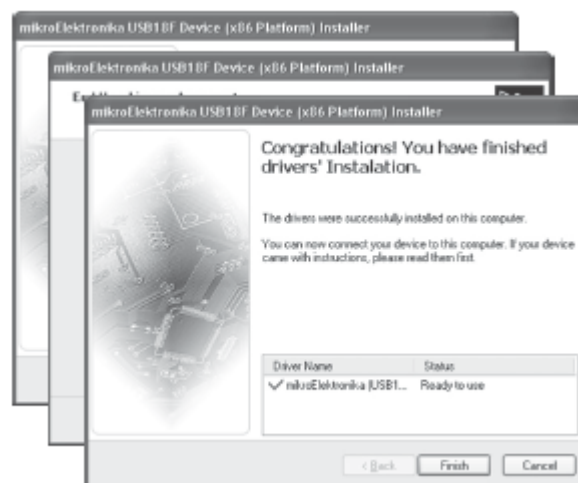 mikroElektronika USB18F Device (x86 Platform) Installer
mikroElektronika USB18F Device (x86 Platform) Installer
mikroElektronika USB18F Device (x86 Platform) Installer
Congratulations! You have finished
drivers' Instalation.
The drivers were successfully installed on this computer.
You can now connect your device to this computer. If your device
came with instructions, please read them first.
Driver Name Status
mikroElektronika (USB1... Ready to use
< Back Finish Cancel